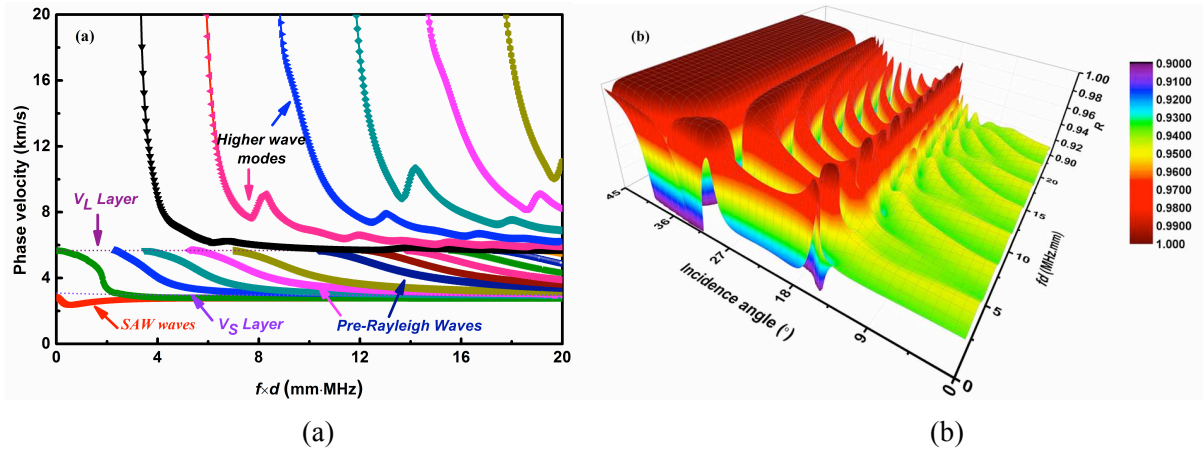 20
16
12
8
4
0
Phase velocity (km/s)
(a)
Higher wave
modes
V_L Layer
SAW waves
V_S Layer
Pre-Rayleigh Waves
0 4 8 12 16 20
f×d (mm·MHz)
(a)
(b)
45
36
27
18
9
0
Incidence angle (°)
0
5
10
15
20
fd (MHz.mm)
1.00
0.98
0.96
0.94
0.92
0.90
R
0.9000
0.9100
0.9200
0.9300
0.9400
0.9500
0.9600
0.9700
0.9800
0.9900
1.000
(b)